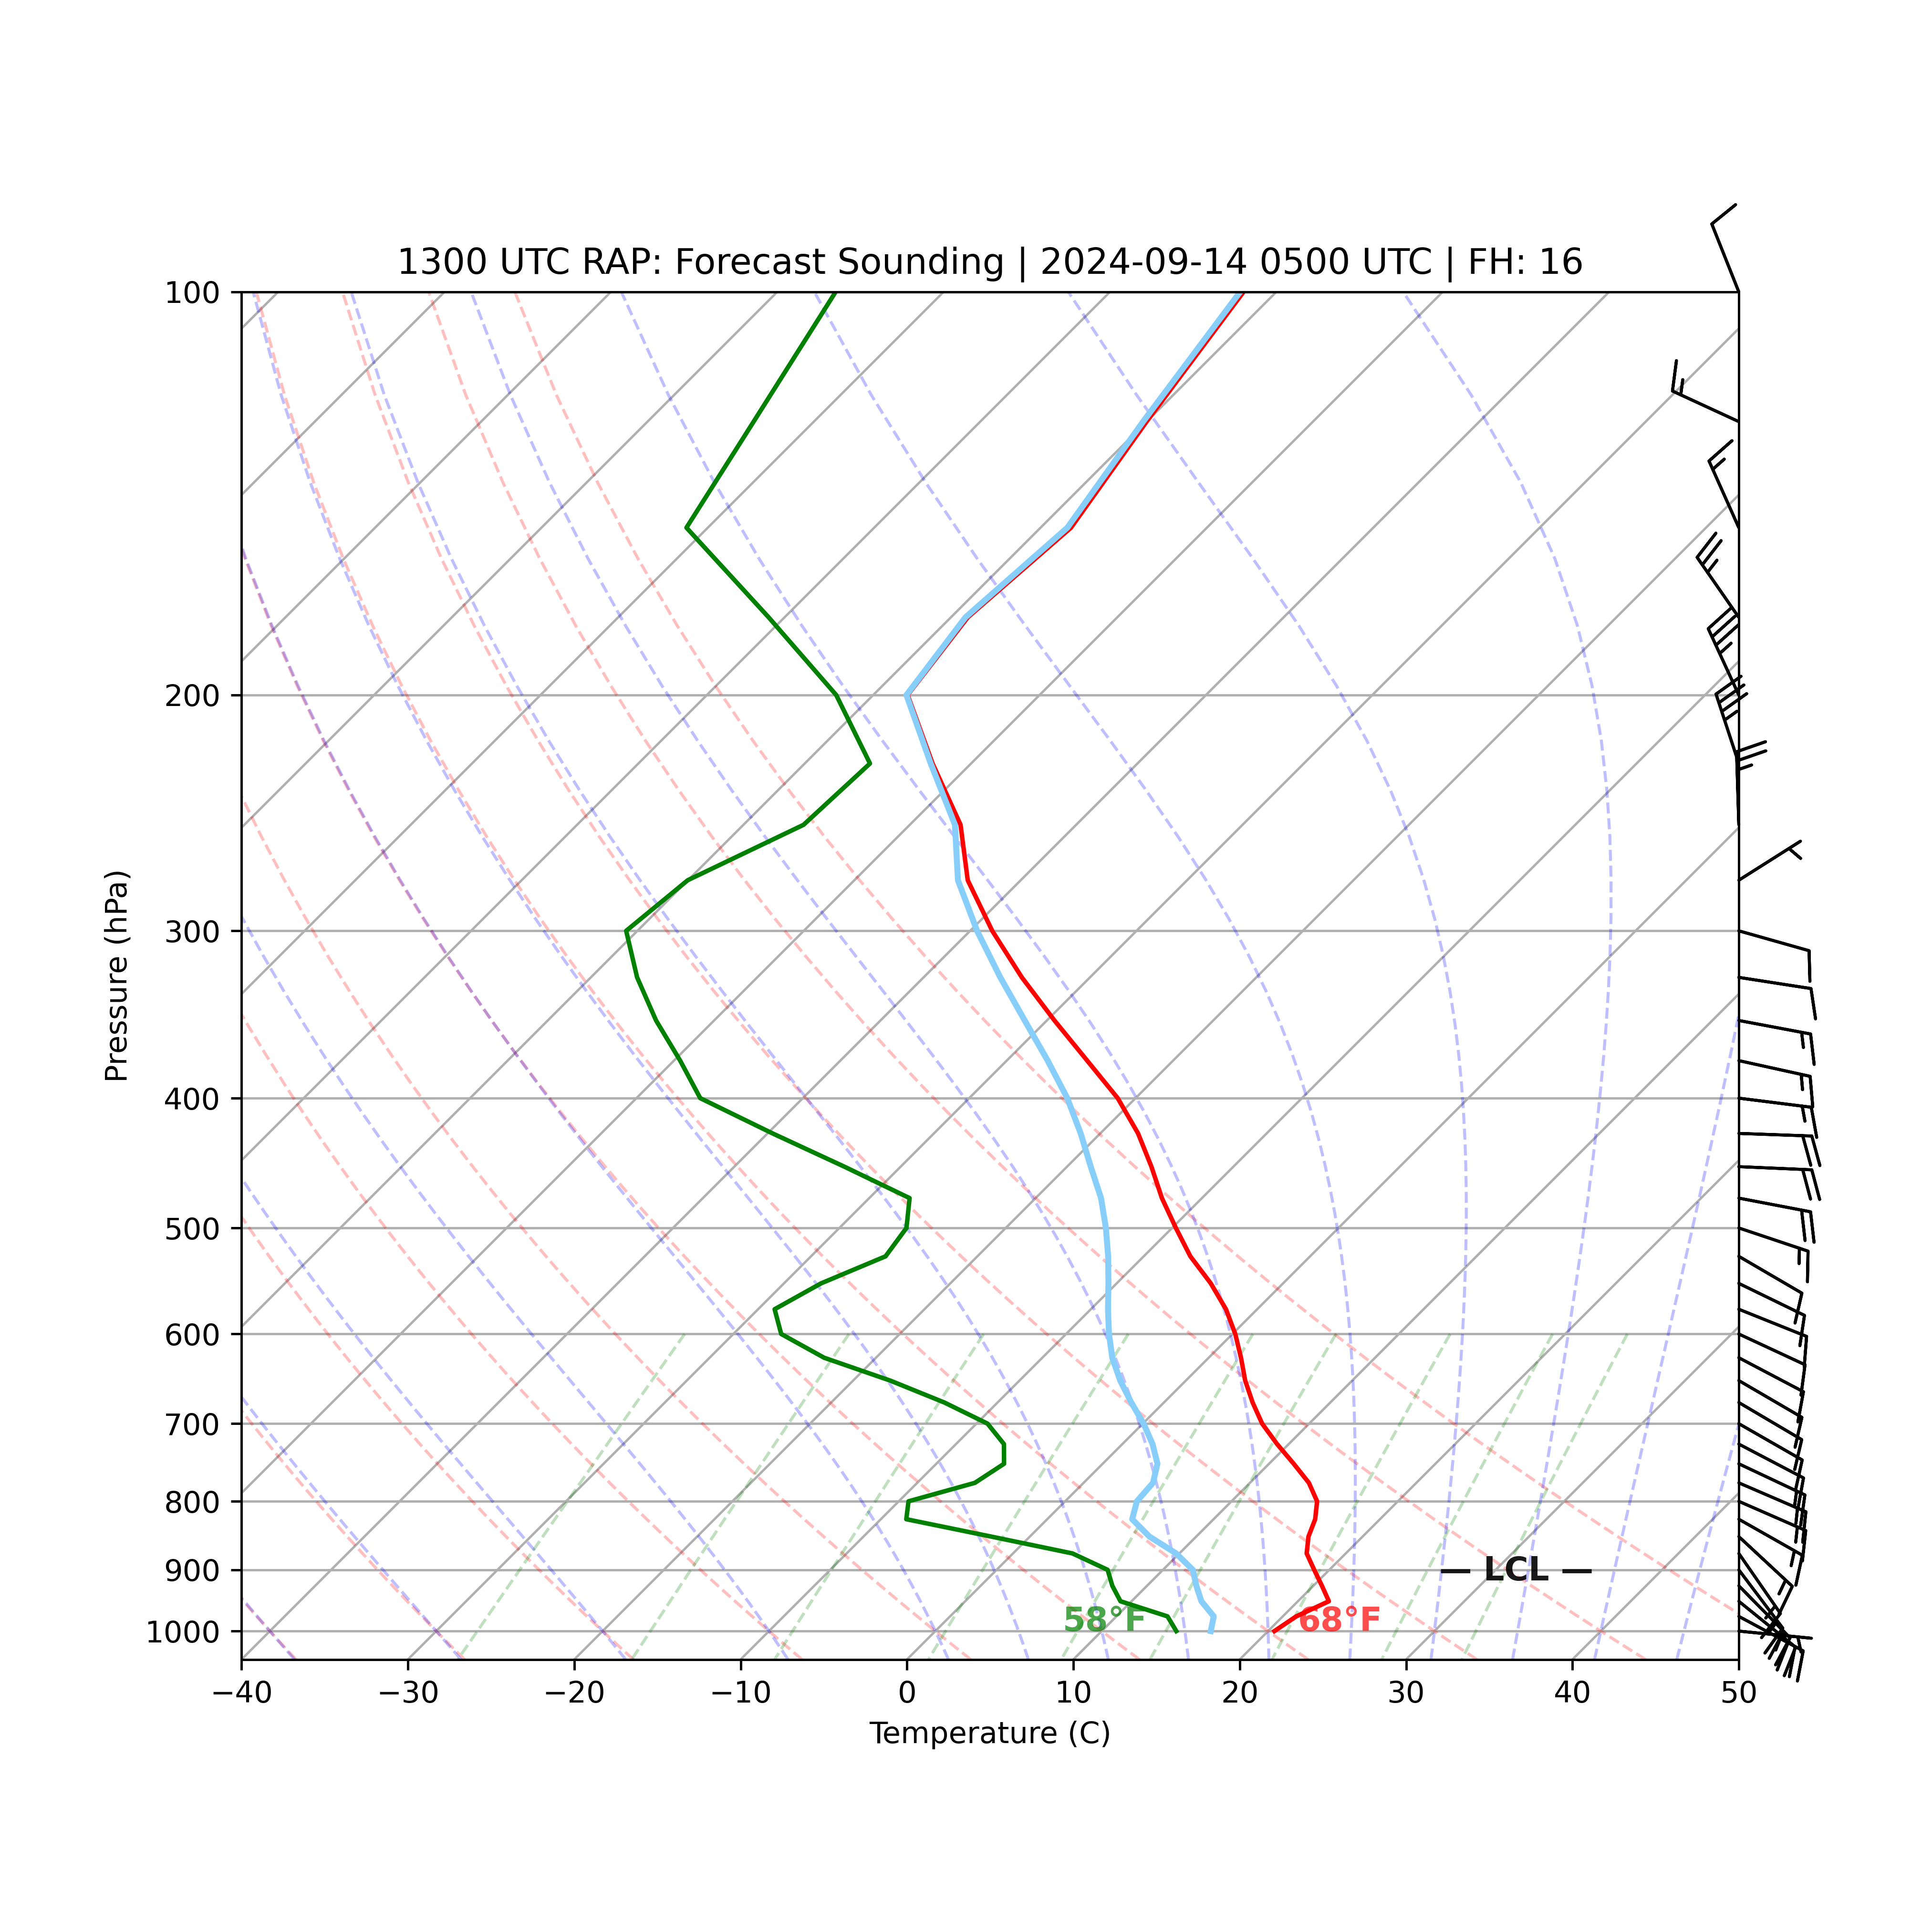 1300 UTC RAP: Forecast Sounding | 2024-09-14 0500 UTC | FH: 16
100
200
300
400
500
600
700
800
900
1000
Pressure (hPa)
— LCL —
58°F
68°F
−40 −30 −20 −10 0 10 20 30 40 50
Temperature (C)